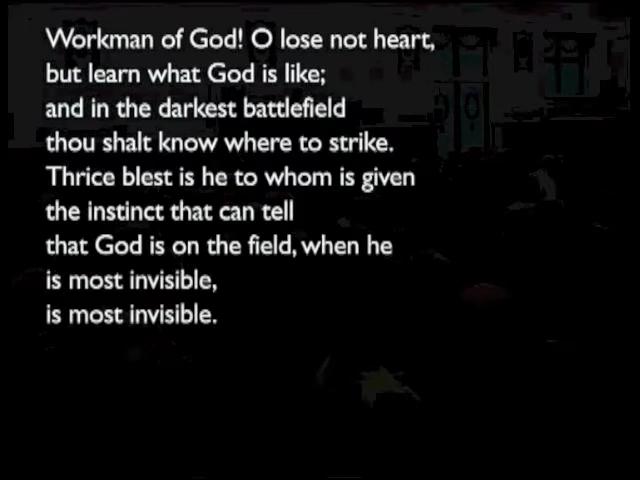 Workman of God! O lose not heart,
but learn what God is like;
and in the darkest battlefield
thou shalt know where to strike.
Thrice blest is he to whom is given
the instinct that can tell
that God is on the field, when he
is most invisible,
is most invisible.